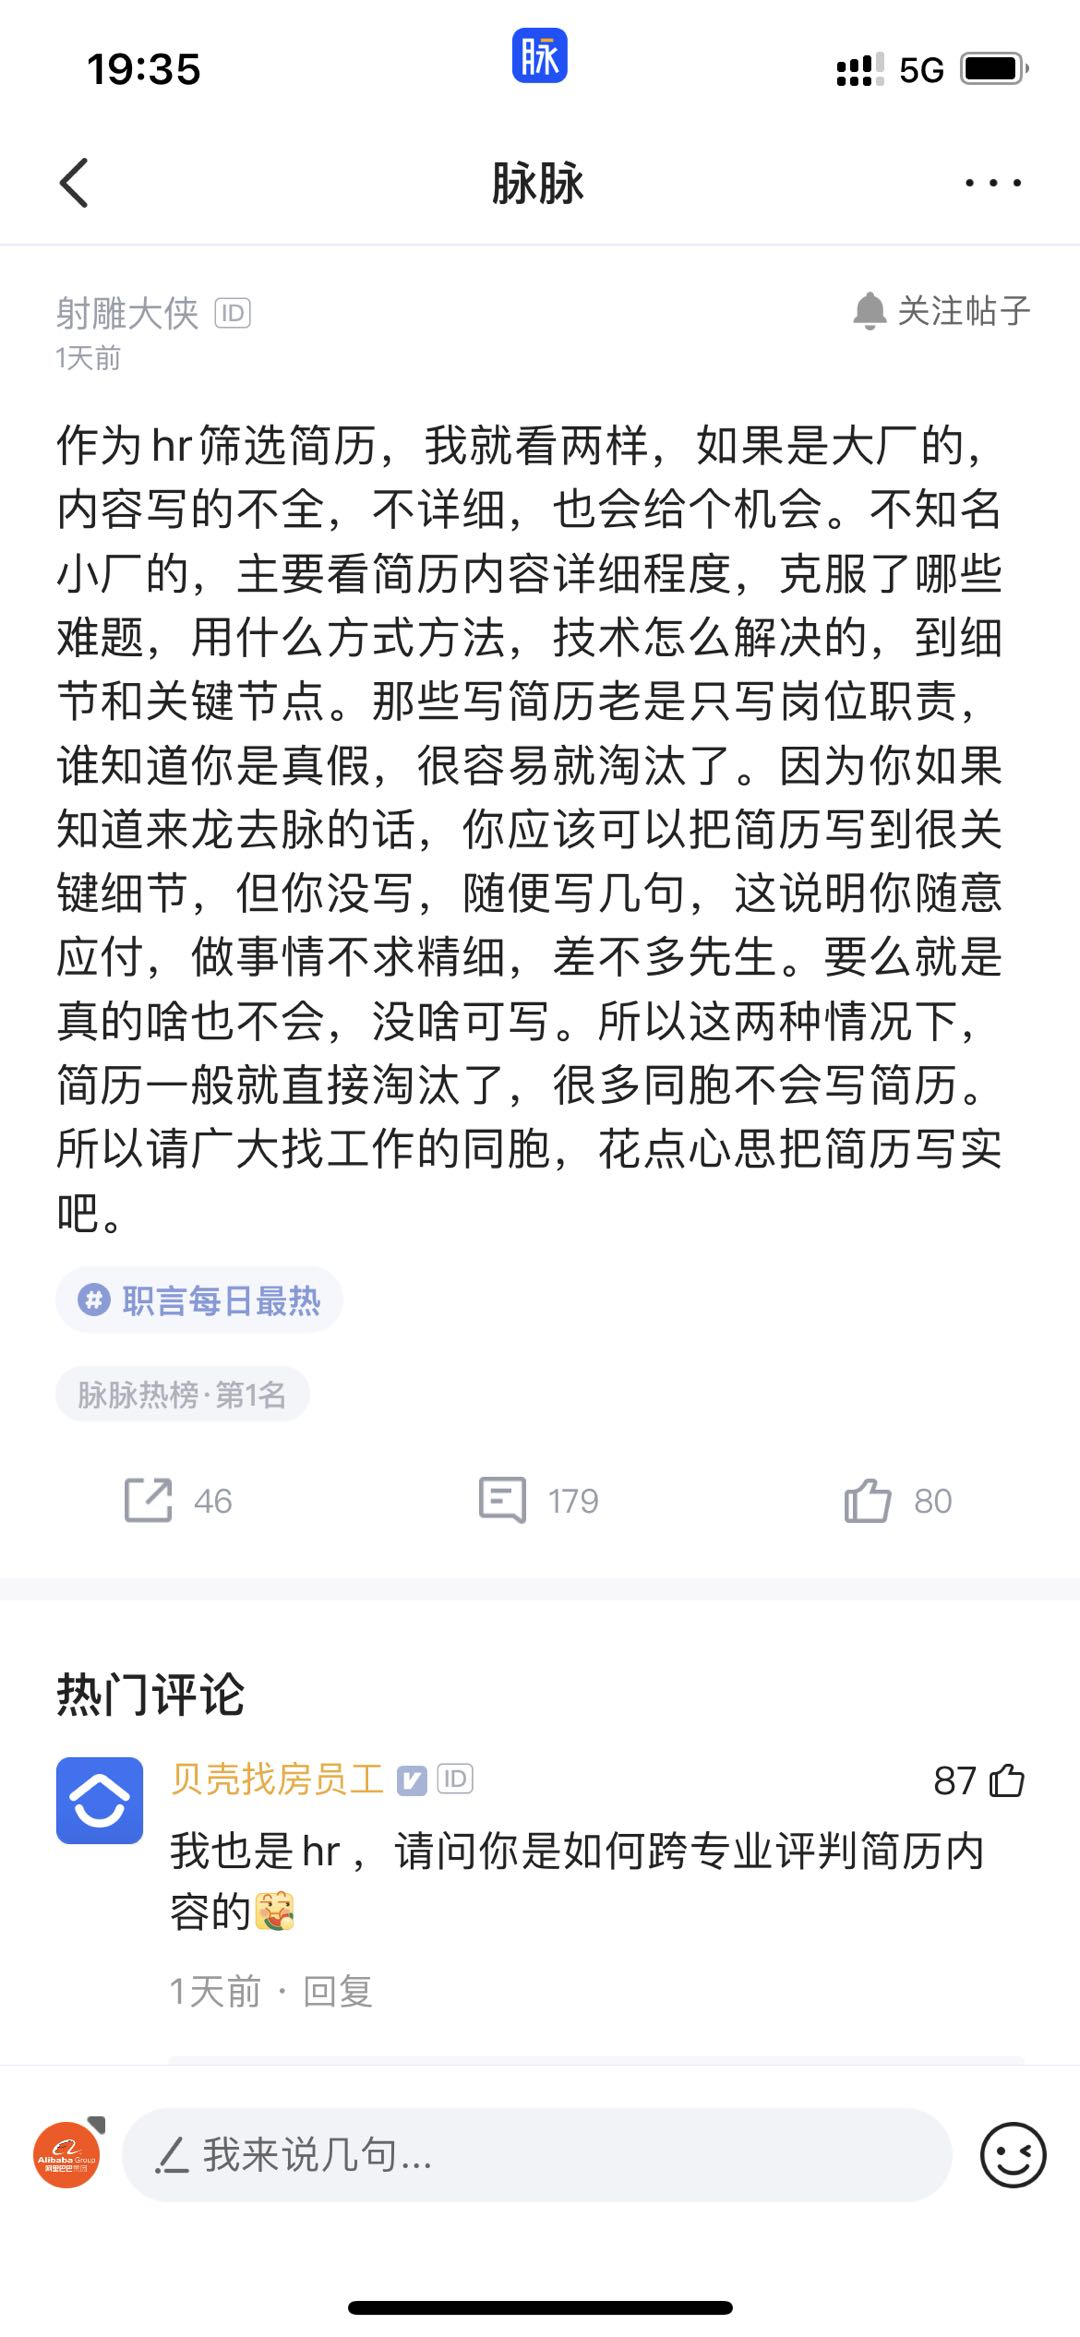 19:35
脉
5G
脉脉
射雕大侠 ID
关注帖子
1天前
作为hr筛选简历，我就看两样，如果是大厂的，
内容写的不全，不详细，也会给个机会。不知名
小厂的，主要看简历内容详细程度，克服了哪些
难题，用什么方式方法，技术怎么解决的，到细
节和关键节点。那些写简历老是只写岗位职责，
谁知道你是真假，很容易就淘汰了。因为你如果
知道来龙去脉的话，你应该可以把简历写到很关
键细节，但你没写，随便写几句，这说明你随意
应付，做事情不求精细，差不多先生。要么就是
真的啥也不会，没啥可写。所以这两种情况下，
简历一般就直接淘汰了，很多同胞不会写简历。
所以请广大找工作的同胞，花点心思把简历写实
吧。
# 职言每日最热
脉脉热榜·第1名
46
179
80
热门评论
贝壳找房员工 V ID
87
我也是hr，请问你是如何跨专业评判简历内
容的
1天前 · 回复
Alibaba Group
阿里巴巴集团
我来说几句...